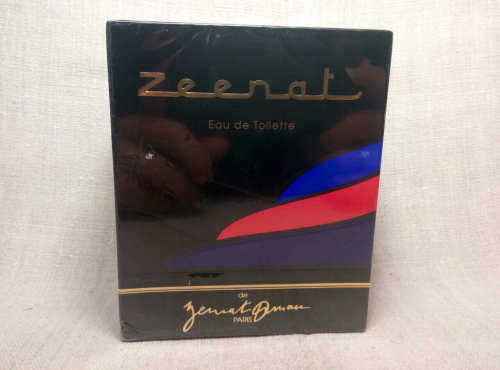 Zeenat
Eau de Toilette
de
Zeenat Aman
PARIS